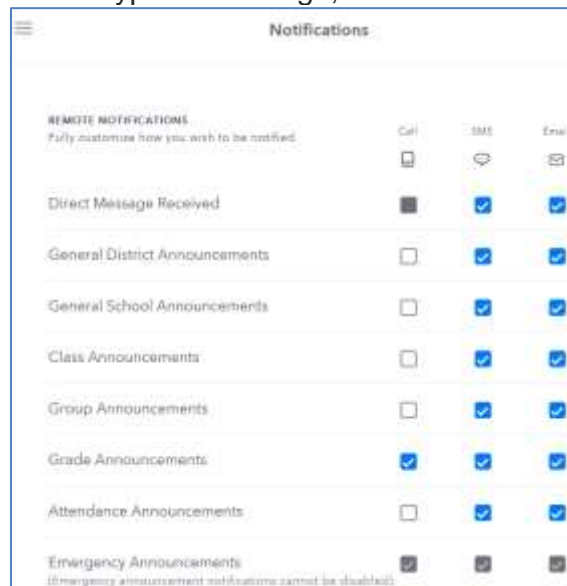 Notifications
REMOTE NOTIFICATIONS
Fully customize how you wish to be notified.
Call SMS Emai
Direct Message Received
General District Announcements
General School Announcements
Class Announcements
Group Announcements
Grade Announcements
Attendance Announcements
Emergency Announcements
(Emergency announcement notifications cannot be disabled)